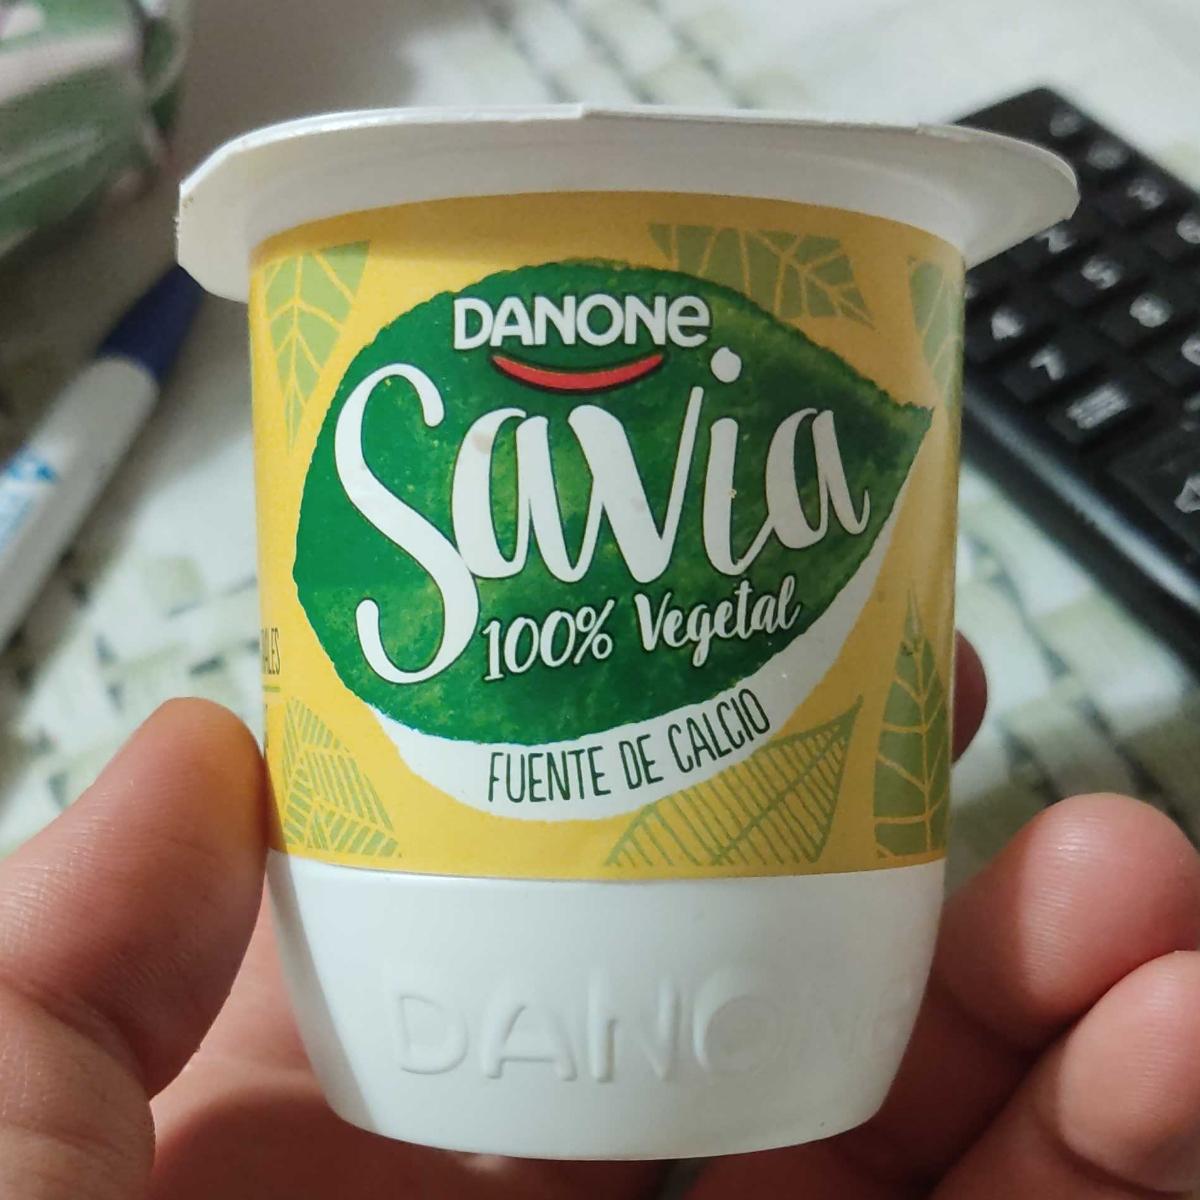 DANONE
Savia
100% Vegetal
FUENTE DE CALCIO
DANONE